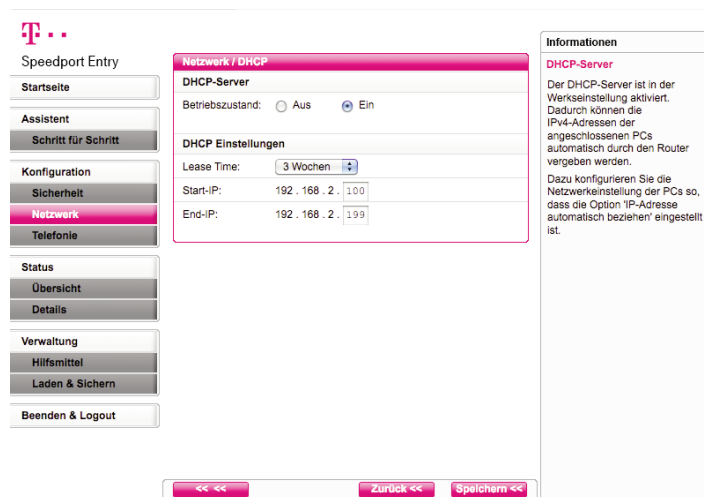 T
Speedport Entry
Startseite
Assistent
Schritt für Schritt
Konfiguration
Sicherheit
Netzwerk
Telefonie
Status
Übersicht
Details
Verwaltung
Hilfsmittel
Laden & Sichern
Beenden & Logout
Netzwerk / DHCP
DHCP-Server
Betriebszustand: Aus Ein
DHCP Einstellungen
Lease Time: 3 Wochen
Start-IP: 192 . 168 . 2 . 100
End-IP: 192 . 168 . 2 . 199
<< <<
Zurück <<
Speichern <<
Informationen
DHCP-Server
Der DHCP-Server ist in der
Werkseinstellung aktiviert.
Dadurch können die
IPv4-Adressen der
angeschlossenen PCs
automatisch durch den Router
vergeben werden.
Dazu konfigurieren Sie die
Netzwerkeinstellung der PCs so,
dass die Option 'IP-Adresse
automatisch beziehen' eingestellt
ist.